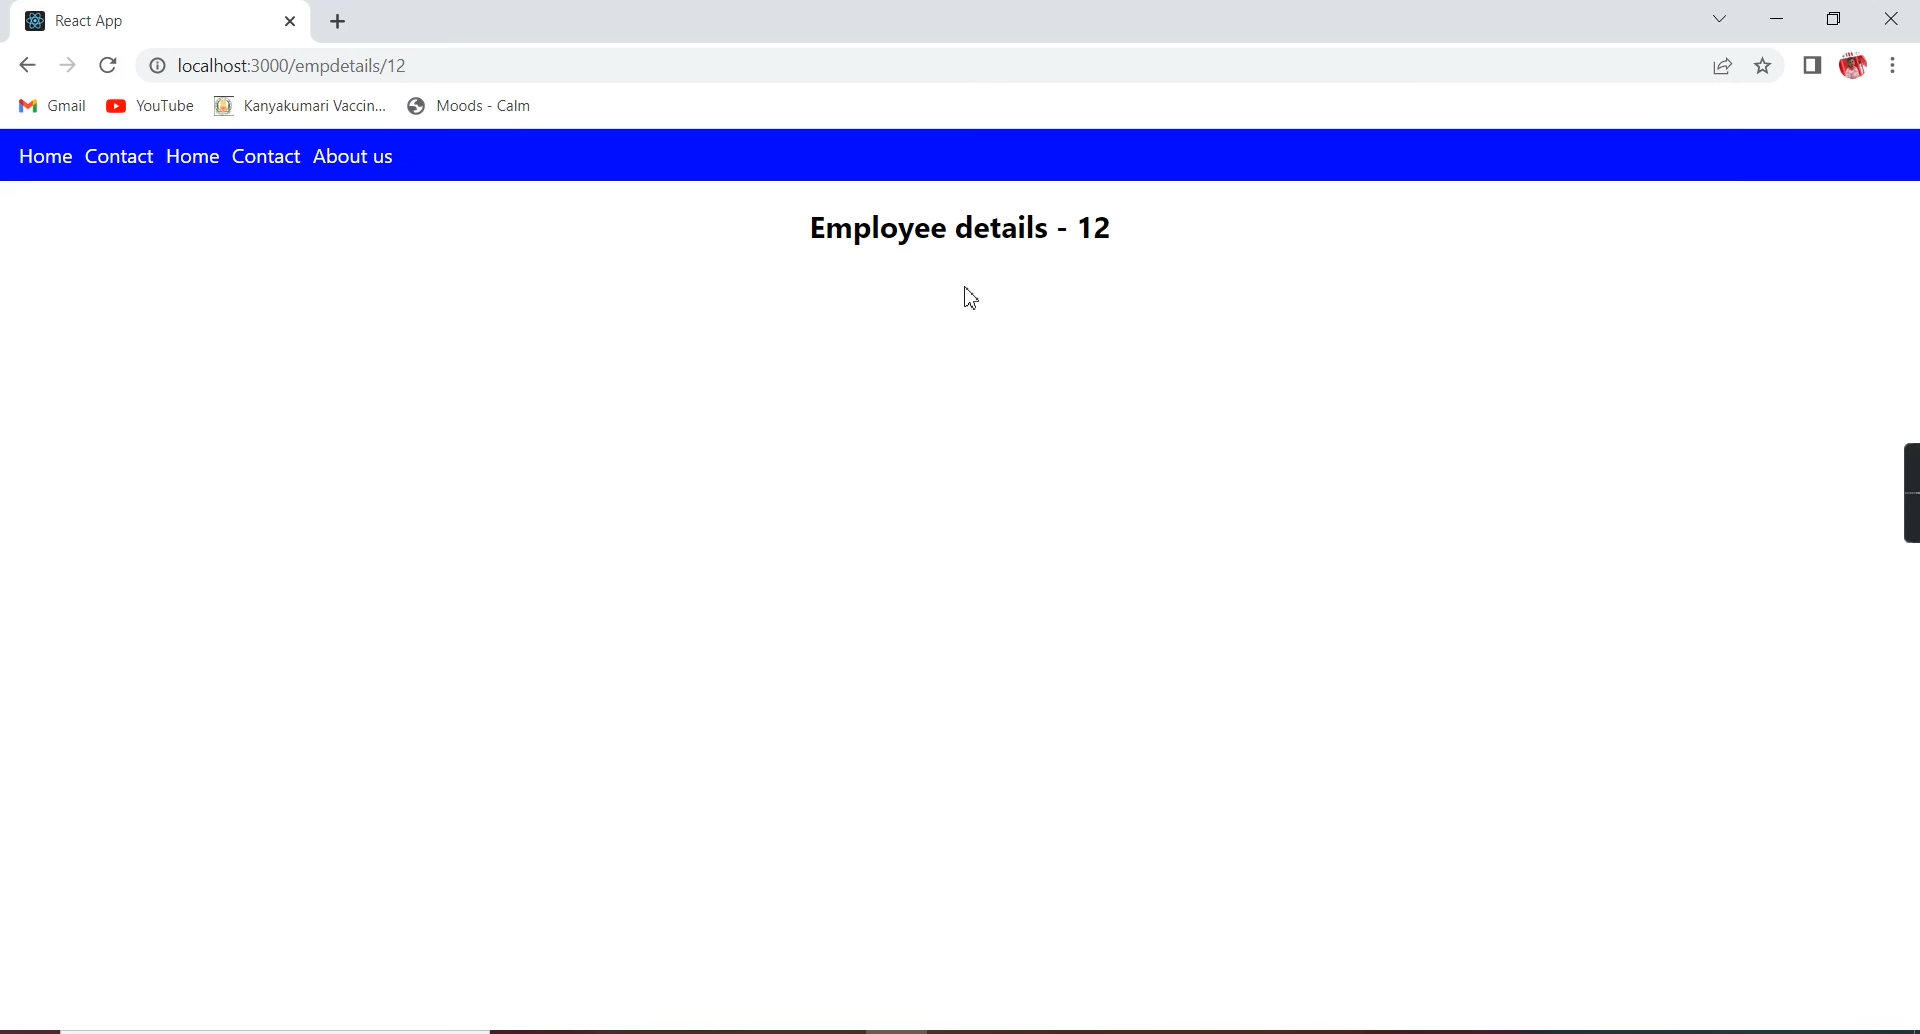 React App
localhost:3000/empdetails/12
Gmail YouTube Kanyakumari Vaccin... Moods - Calm
Home Contact Home Contact About us
Employee details - 12